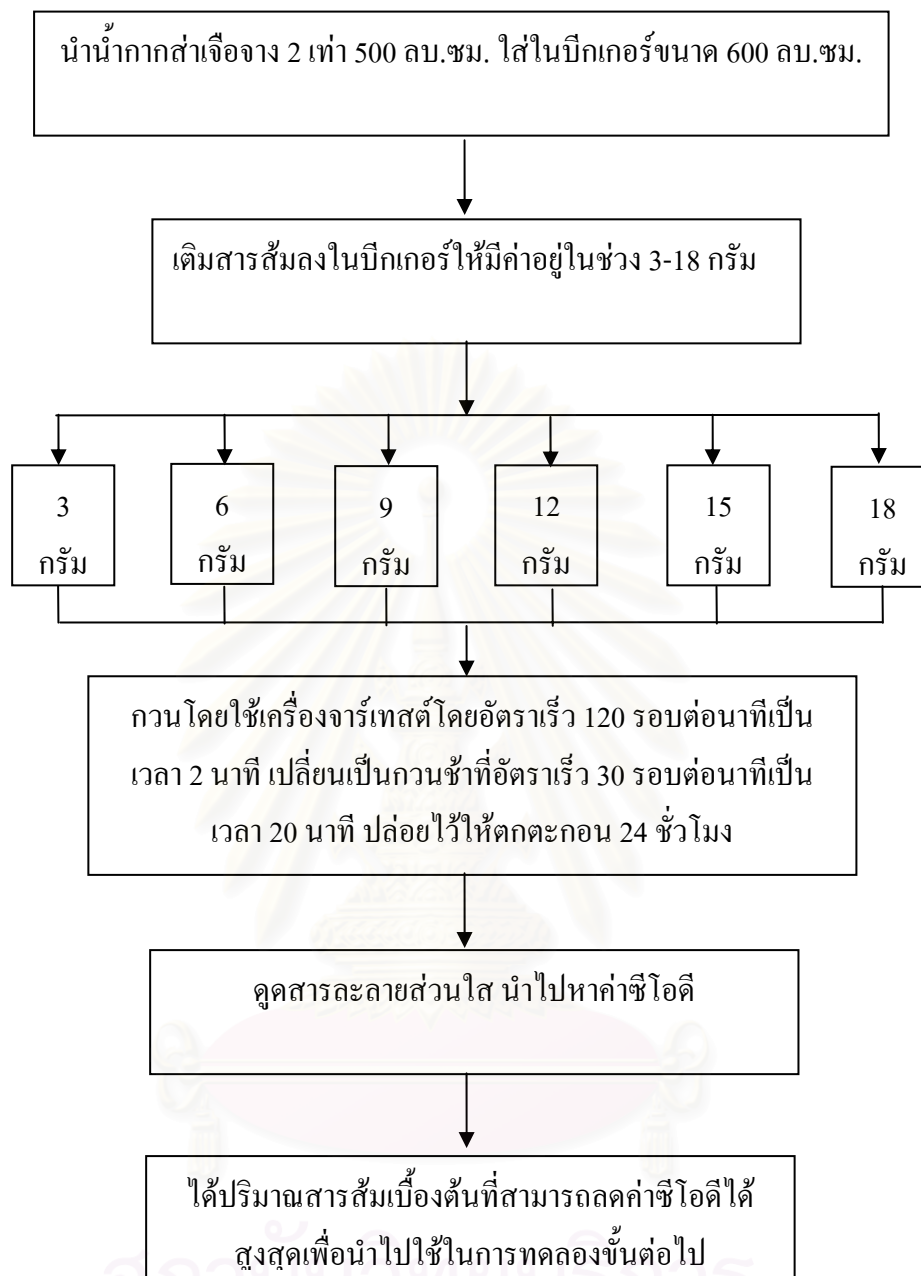 นำน้ำกากส่าเจือจาง 2 เท่า 500 ลบ.ซม. ใส่ในบีกเกอร์ขนาด 600 ลบ.ซม.
เติมสารส้มลงในบีกเกอร์ให้มีค่าอยู่ในช่วง 3-18 กรัม
3
กรัม
6
กรัม
9
กรัม
12
กรัม
15
กรัม
18
กรัม
กวนโดยใช้เครื่องจาร์เทสต์โดยอัตราเร็ว 120 รอบต่อนาทีเป็น
เวลา 2 นาที เปลี่ยนเป็นกวนช้าที่อัตราเร็ว 30 รอบต่อนาทีเป็น
เวลา 20 นาที ปล่อยไว้ให้ตกตะกอน 24 ชั่วโมง
ดูดสารละลายส่วนใส นำไปหาค่าซีโอดี
ได้ปริมาณสารส้มเบื้องต้นที่สามารถลดค่าซีโอดีได้
สูงสุดเพื่อนำไปใช้ในการทดลองขั้นต่อไป